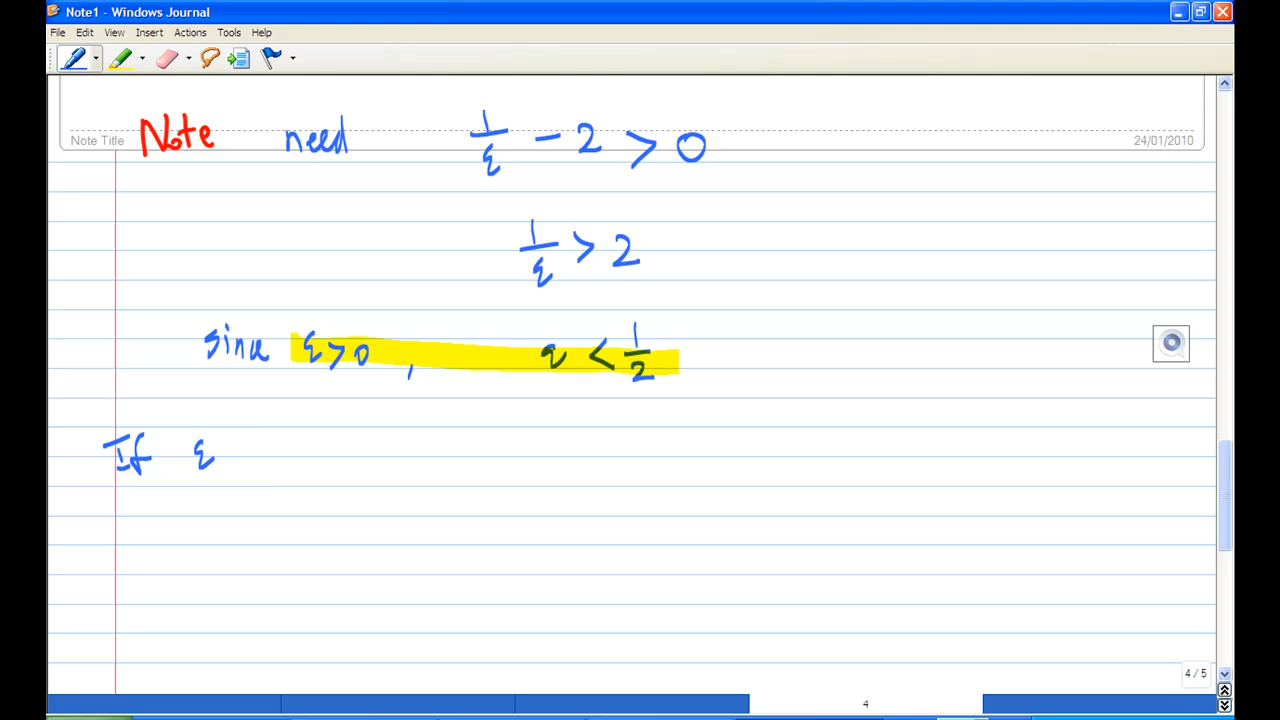 Note1 - Windows Journal
File Edit View Insert Actions Tools Help
Note Title
24/01/2010
Note need 1/ε - 2 > 0
1/ε > 2
since ε > 0 , ε < 1/2
If ε
4 / 5
4